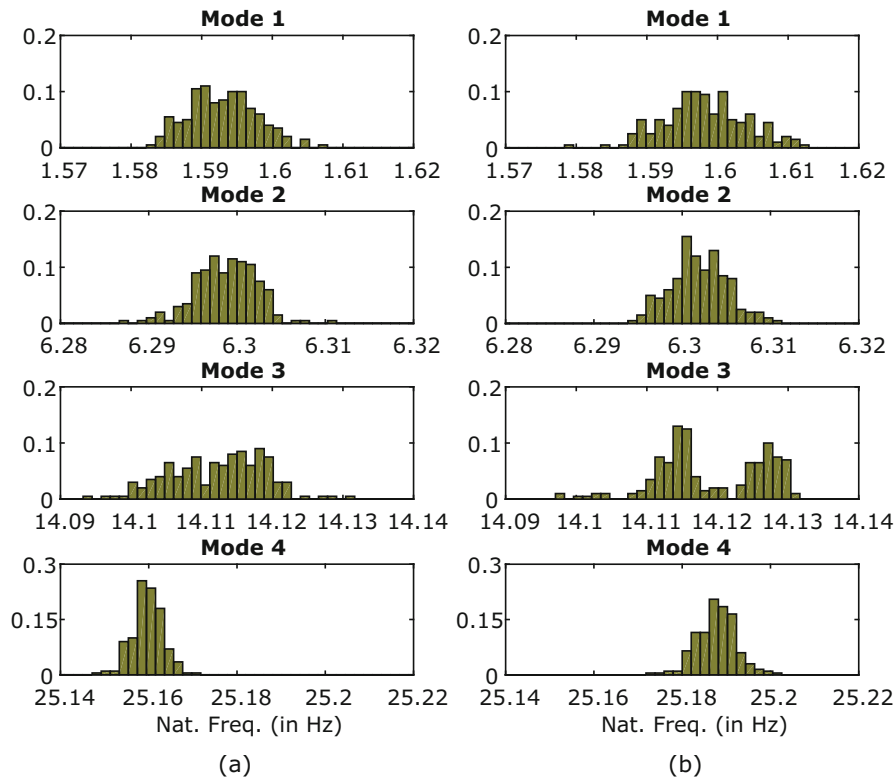 Mode 1
0.2
0.1
0
1.57 1.58 1.59 1.6 1.61 1.62
Mode 2
0.2
0.1
0
6.28 6.29 6.3 6.31 6.32
Mode 3
0.2
0.1
0
14.09 14.1 14.11 14.12 14.13 14.14
Mode 4
0.3
0.15
0
25.14 25.16 25.18 25.2 25.22
Nat. Freq. (in Hz)
(a)
Mode 1
0.2
0.1
0
1.57 1.58 1.59 1.6 1.61 1.62
Mode 2
0.2
0.1
0
6.28 6.29 6.3 6.31 6.32
Mode 3
0.2
0.1
0
14.09 14.1 14.11 14.12 14.13 14.14
Mode 4
0.3
0.15
0
25.14 25.16 25.18 25.2 25.22
Nat. Freq. (in Hz)
(b)